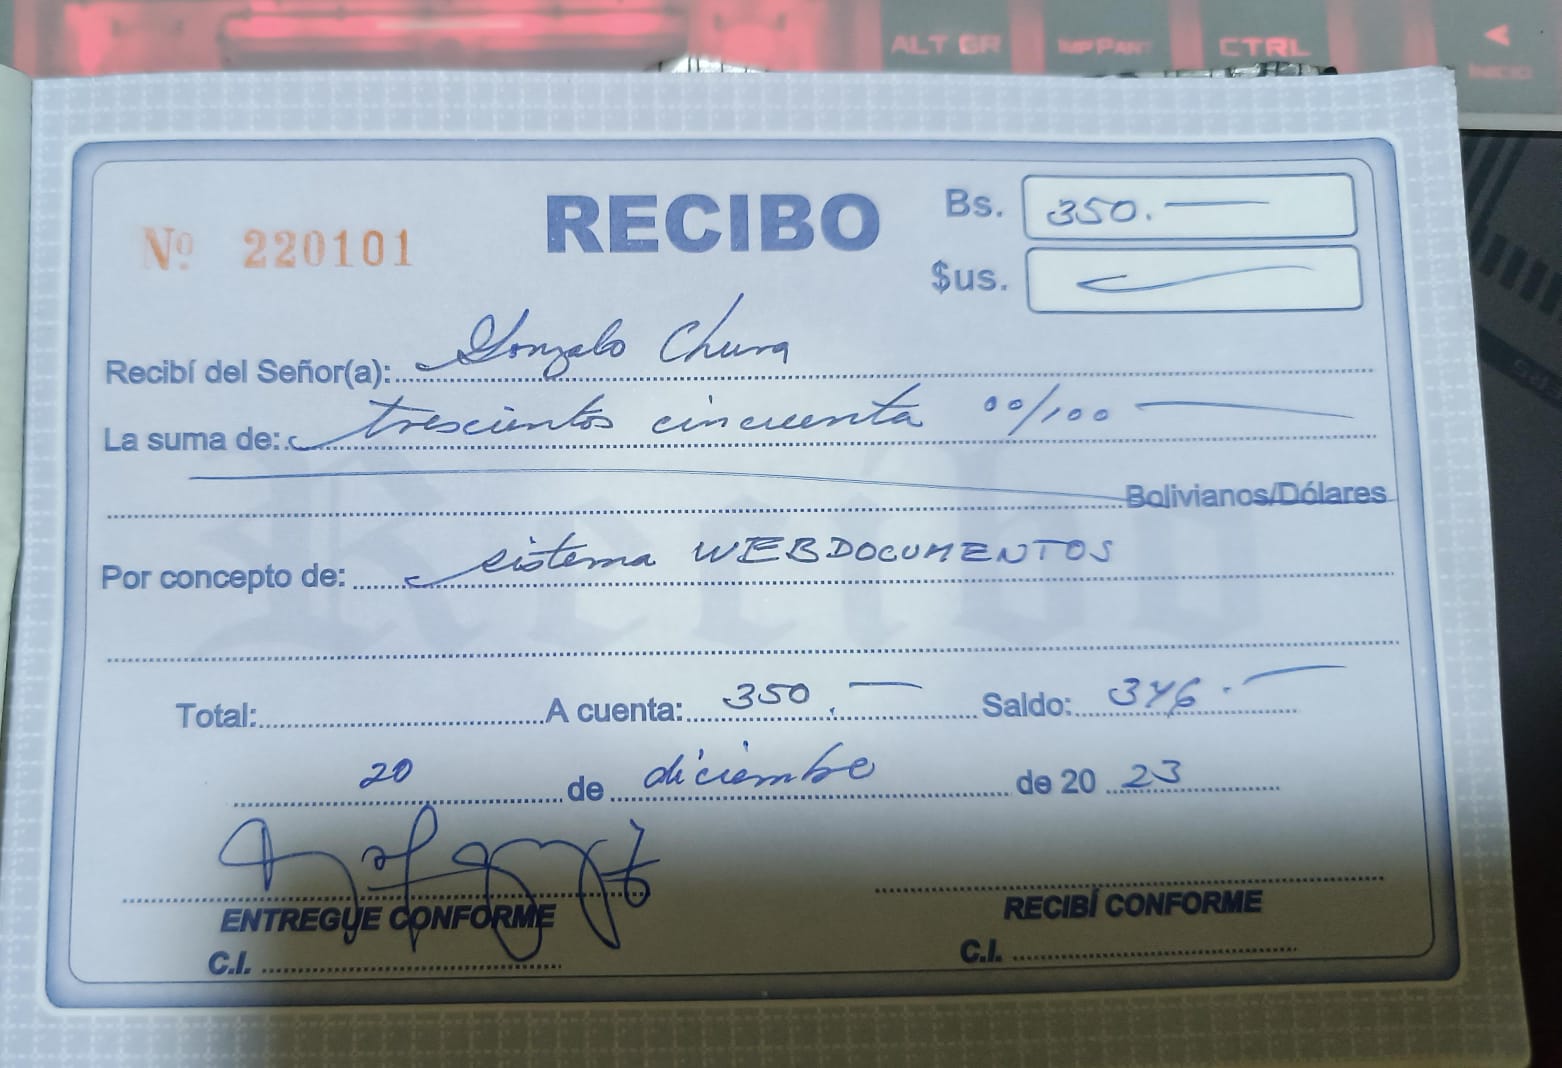 ALT GR IMP PANT CTRL INICIO
RECIBO
Bs. 350.—
Nº 220101
$us.
Recibí del Señor(a): Gonzalo Chura
La suma de: trescientos cincuenta 00/100
Bolivianos/Dólares
Por concepto de: sistema WEBDOCUMENTOS
Recibo
Total: A cuenta: 350.— Saldo: 346.—
20 de diciembre de 2023
ENTREGUE CONFORME RECIBÍ CONFORME
C.I. C.I.